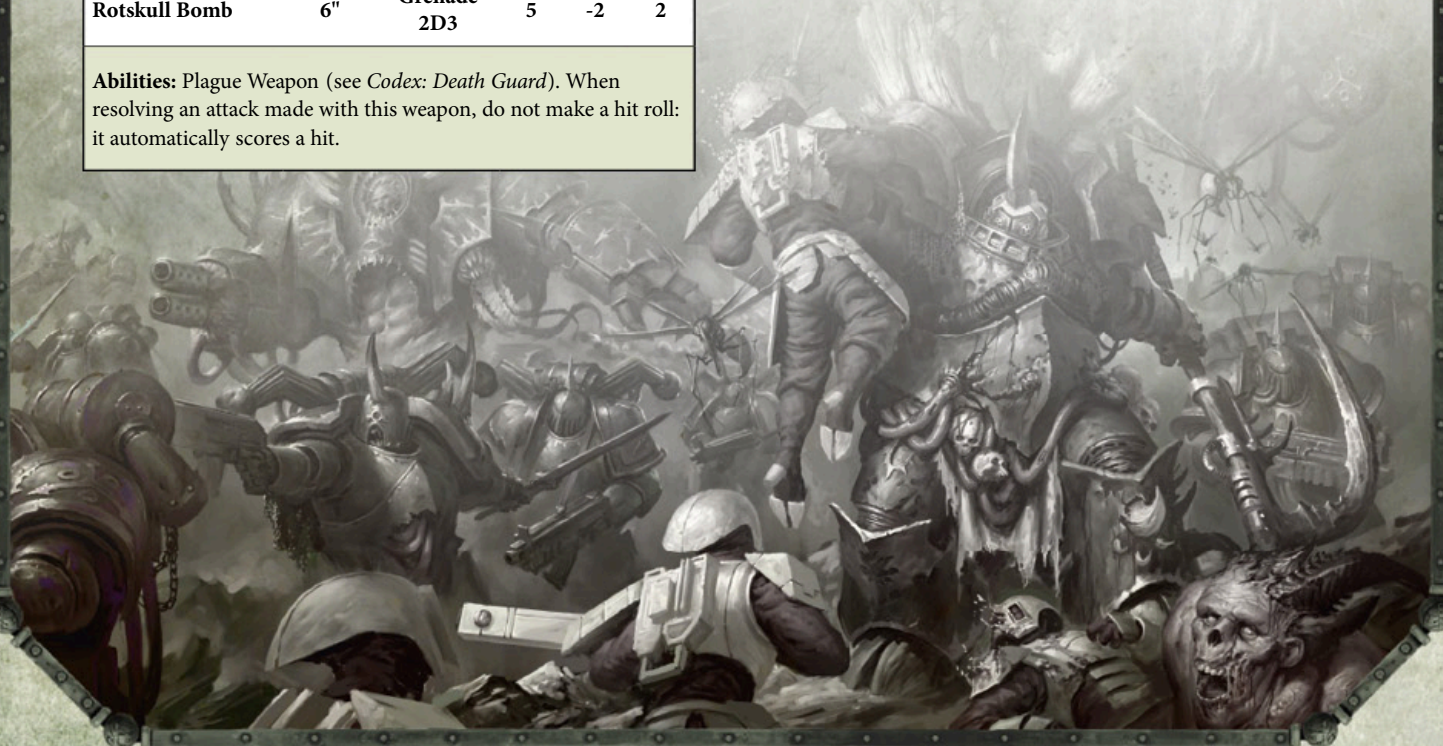 Grenade
Rotskull Bomb 6" 5 -2 2
2D3
Abilities: Plague Weapon (see Codex: Death Guard). When
resolving an attack made with this weapon, do not make a hit roll:
it automatically scores a hit.